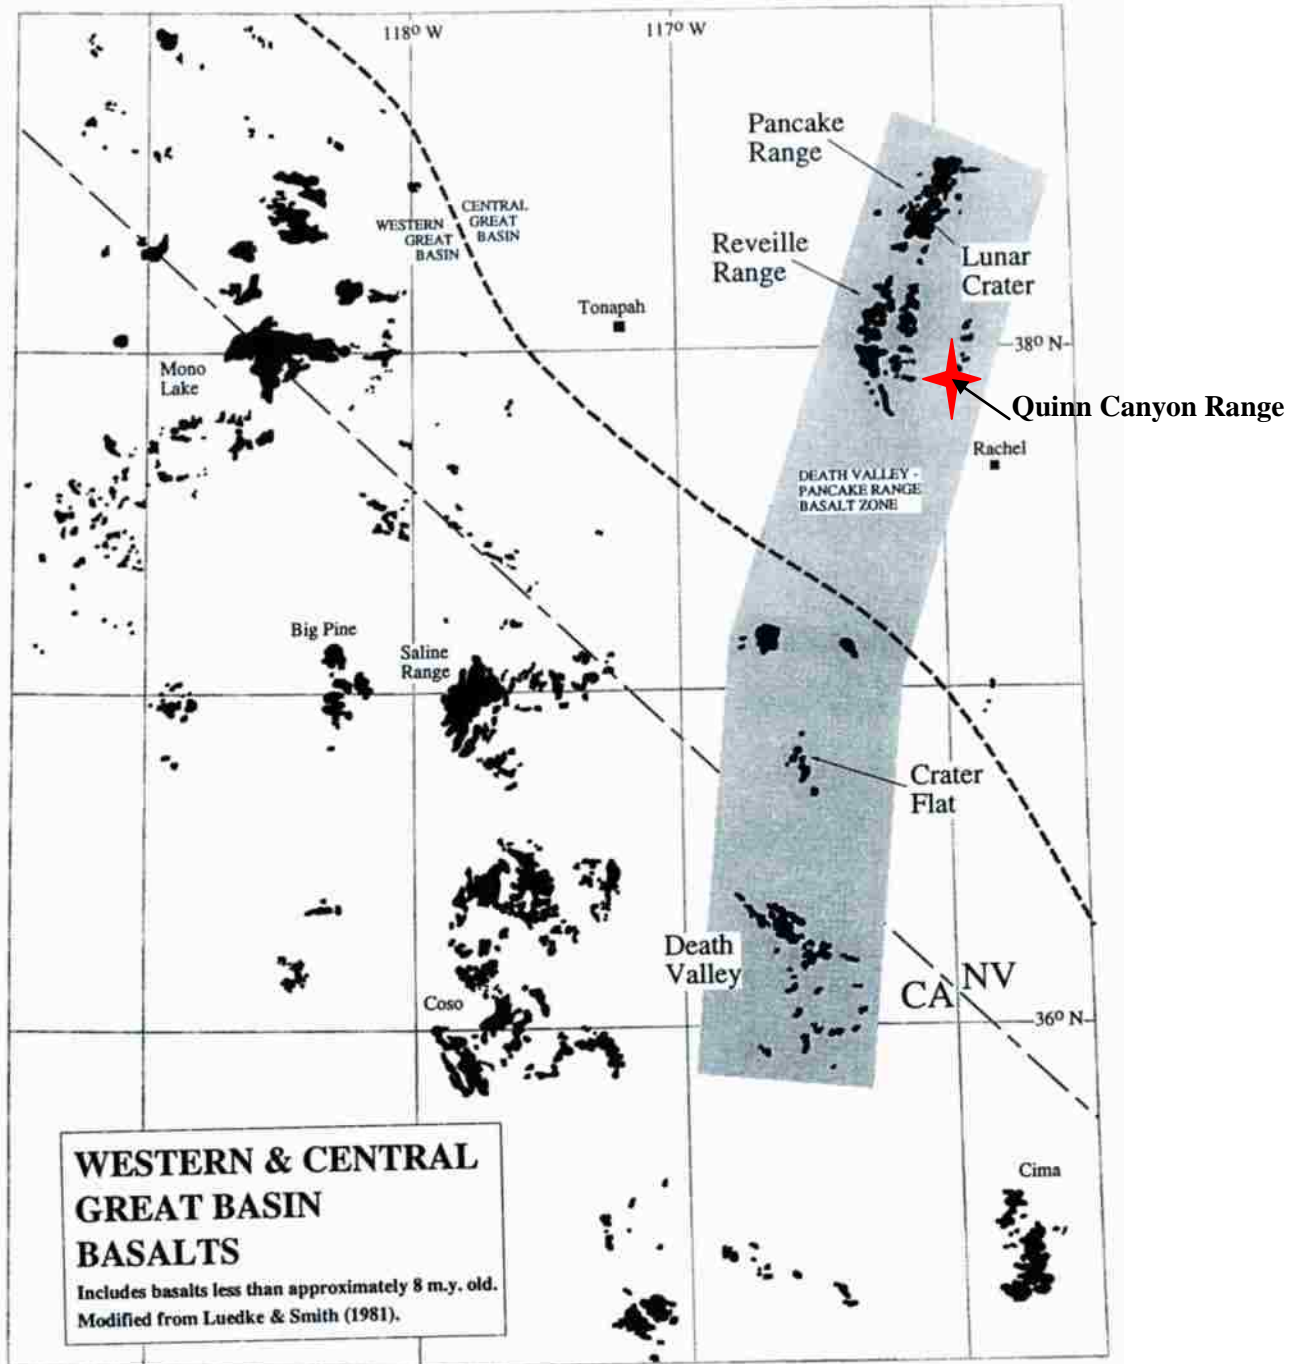 118° W
117° W
Pancake
Range
CENTRAL
GREAT
BASIN
WESTERN
GREAT
BASIN
Reveille
Range
Lunar
Crater
Tonapah
38° N
Mono
Lake
Quinn Canyon Range
Rachel
DEATH VALLEY -
PANCAKE RANGE
BASALT ZONE
Big Pine
Saline
Range
Crater
Flat
Death
Valley
CA
NV
Coso
36° N
Cima
WESTERN & CENTRAL
GREAT BASIN
BASALTS
Includes basalts less than approximately 8 m.y. old.
Modified from Luedke & Smith (1981).